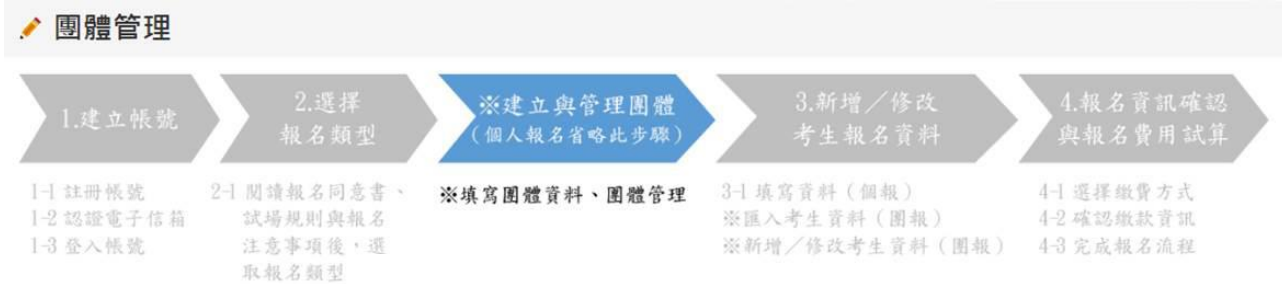 團體管理
1.建立帳號
2.選擇
報名類型
※建立與管理團體
(個人報名省略此步驟)
3.新增／修改
考生報名資料
4.報名資訊確認
與報名費用試算
1-1 註冊帳號
1-2 認證電子信箱
1-3 登入帳號
2-1 閱讀報名同意書、
試場規則與報名
注意事項後，選
取報名類型
※填寫團體資料、團體管理
3-1 填寫資料（個報）
※匯入考生資料（團報）
※新增／修改考生資料（團報）
4-1 選擇繳費方式
4-2 確認繳款資訊
4-3 完成報名流程